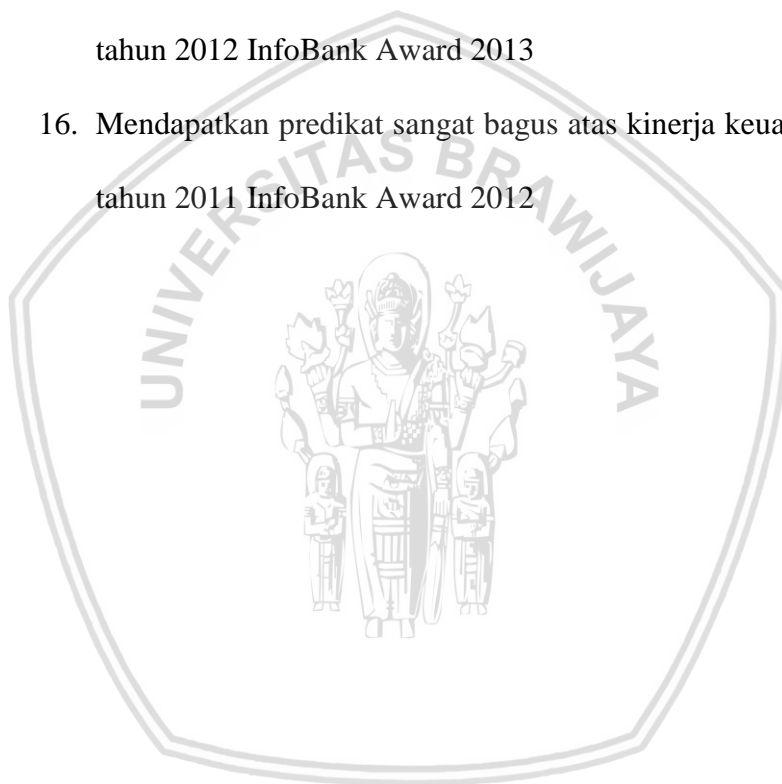 tahun 2012 InfoBank Award 2013
16. Mendapatkan predikat sangat bagus atas kinerja keua
tahun 2011 InfoBank Award 2012
UNIVERSITAS BRAWIJAYA